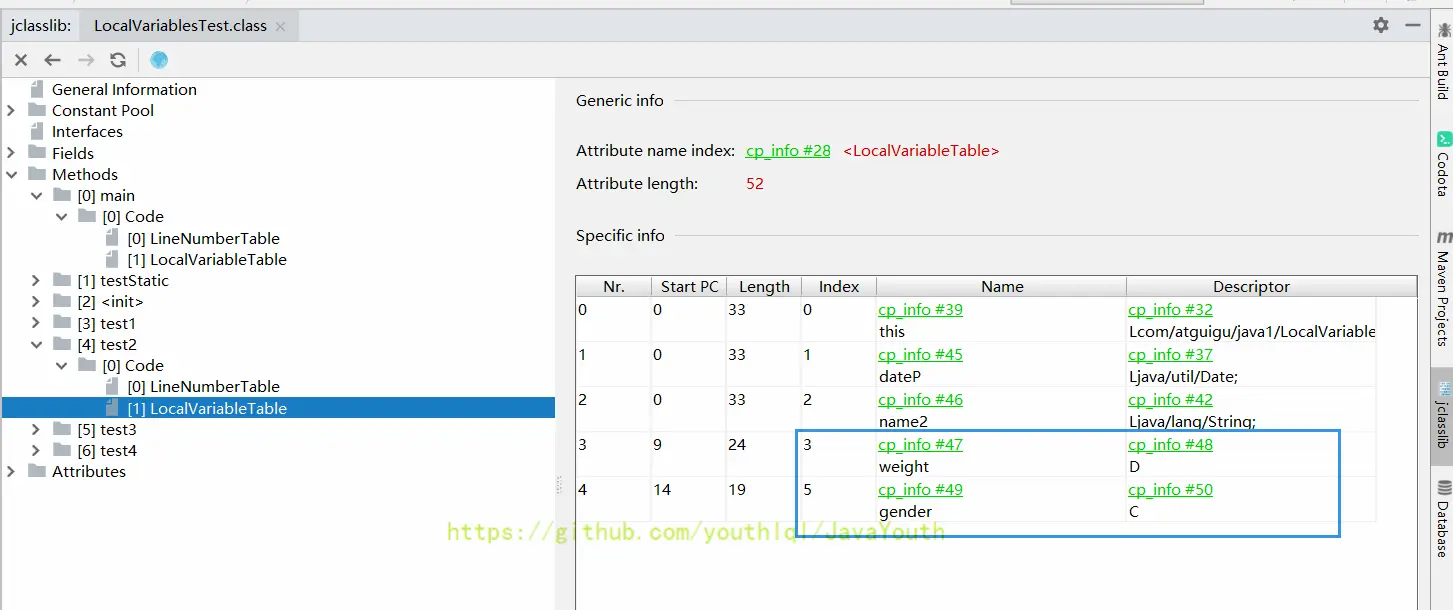 jclasslib: LocalVariablesTest.class
General Information
Constant Pool
Interfaces
Fields
Methods
[0] main
[0] Code
[0] LineNumberTable
[1] LocalVariableTable
[1] testStatic
[2] <init>
[3] test1
[4] test2
[0] Code
[0] LineNumberTable
[1] LocalVariableTable
[5] test3
[6] test4
Attributes
Generic info
Attribute name index: cp_info #28 <LocalVariableTable>
Attribute length: 52
Specific info
Nr. Start PC Length Index Name Descriptor
0 0 33 0 cp_info #39 cp_info #32
this Lcom/atguigu/java1/LocalVariable
1 0 33 1 cp_info #45 cp_info #37
dateP Ljava/util/Date;
2 0 33 2 cp_info #46 cp_info #42
name2 Ljava/lang/String;
3 9 24 3 cp_info #47 cp_info #48
weight D
4 14 19 5 cp_info #49 cp_info #50
gender C
https://github.com/youthlql/JavaYouth
Ant Build
Codota
Maven Projects
jclasslib
Database